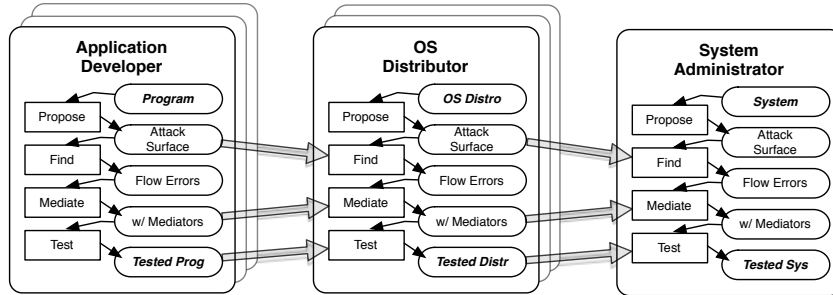 Application
Developer
Program
Propose
Attack
Surface
Find
Flow Errors
Mediate
w/ Mediators
Test
Tested Prog
OS
Distributor
OS Distro
Propose
Attack
Surface
Find
Flow Errors
Mediate
w/ Mediators
Test
Tested Distr
System
Administrator
System
Propose
Attack
Surface
Find
Flow Errors
Mediate
w/ Mediators
Test
Tested Sys